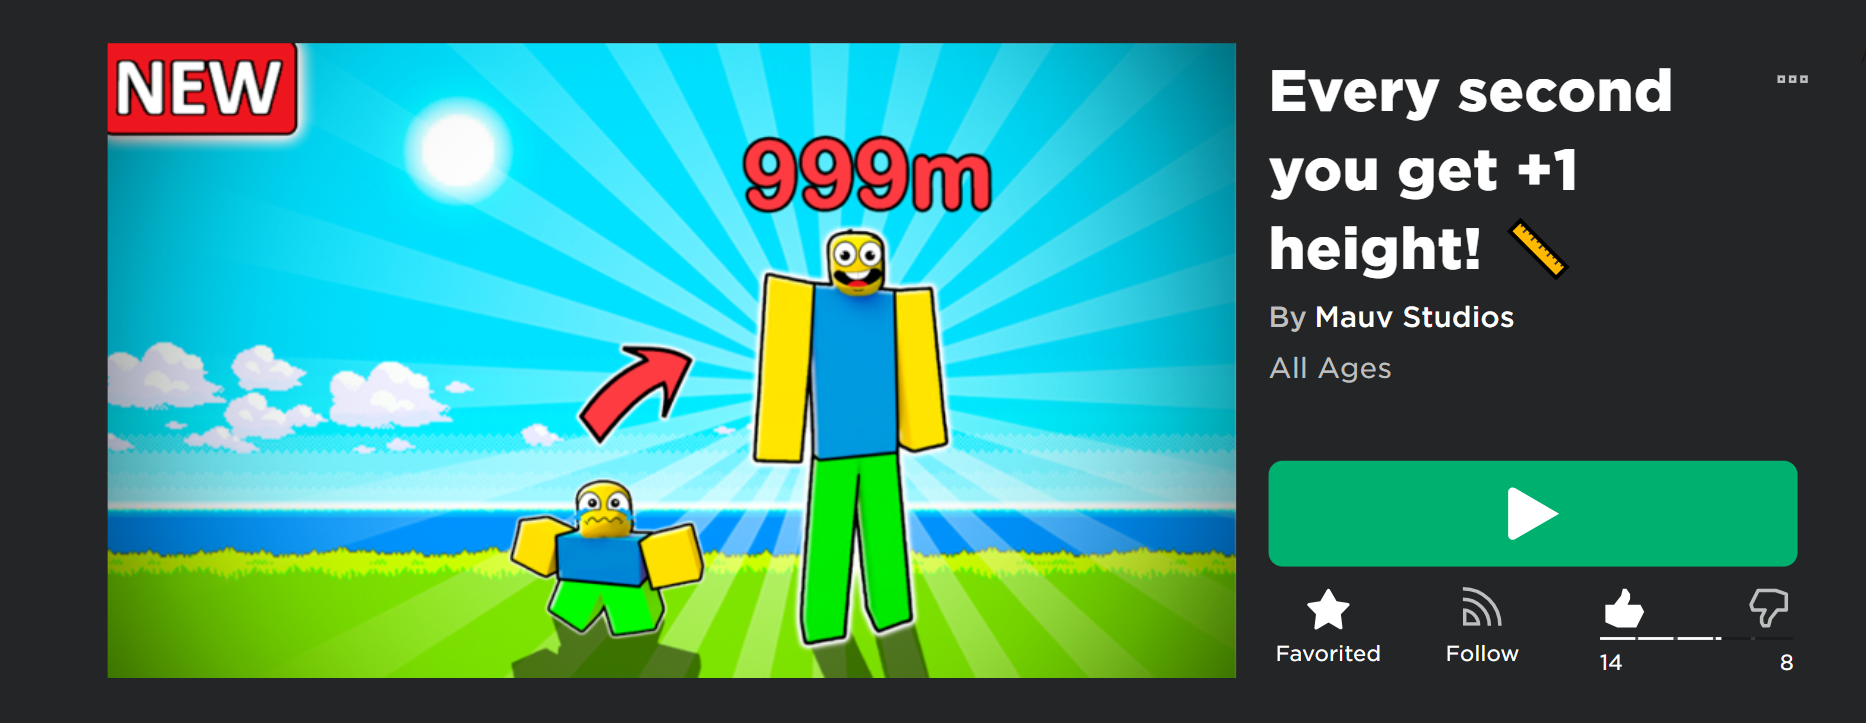 NEW
999m
Every second
you get +1
height! 📏
By Mauv Studios
All Ages
Favorited
Follow
14
8